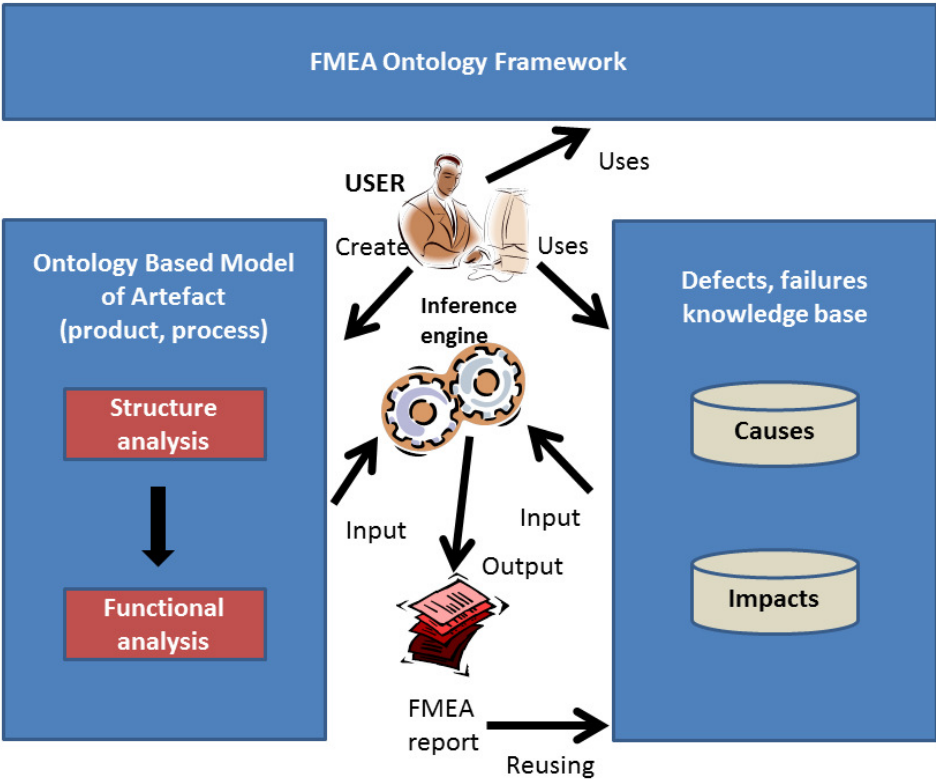 FMEA Ontology Framework
Uses
USER
Create
Uses
Ontology Based Model
of Artefact
(product, process)
Structure
analysis
Functional
analysis
Inference
engine
Input
Input
Output
FMEA
report
Reusing
Defects, failures
knowledge base
Causes
Impacts